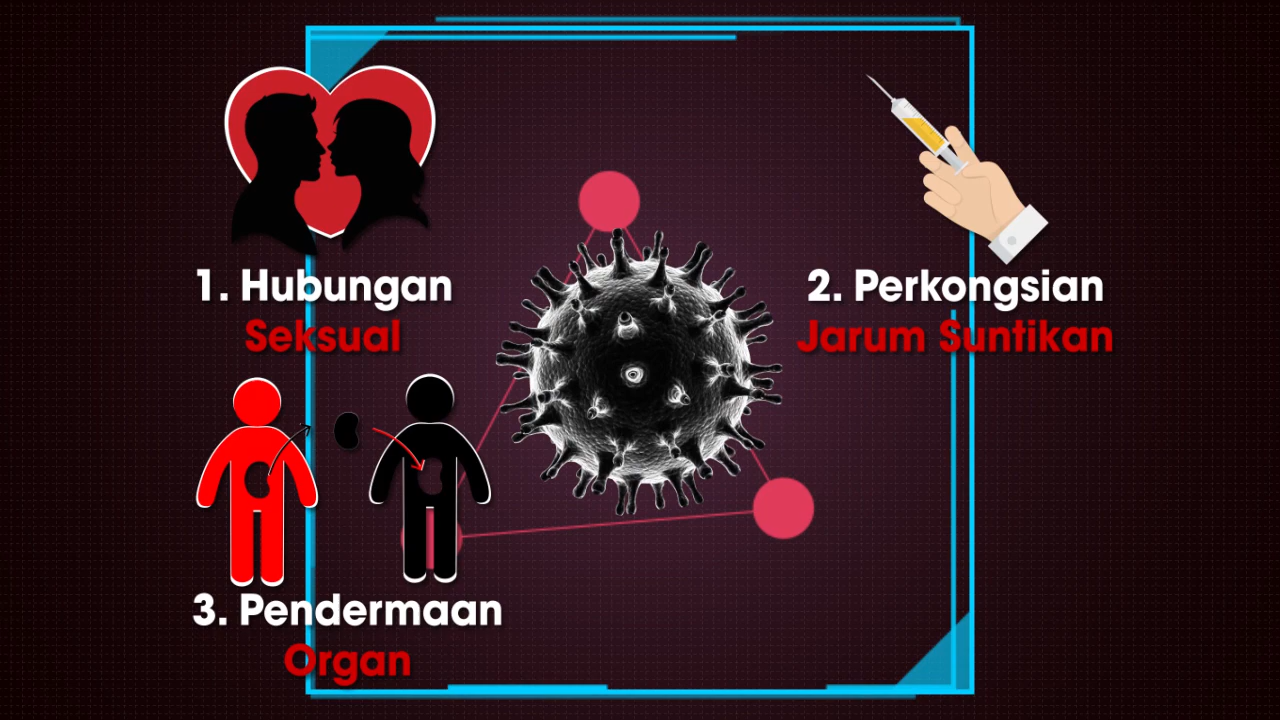 1. Hubungan
Seksual
2. Perkongsian
Jarum Suntikan
3. Pendermaan
Organ